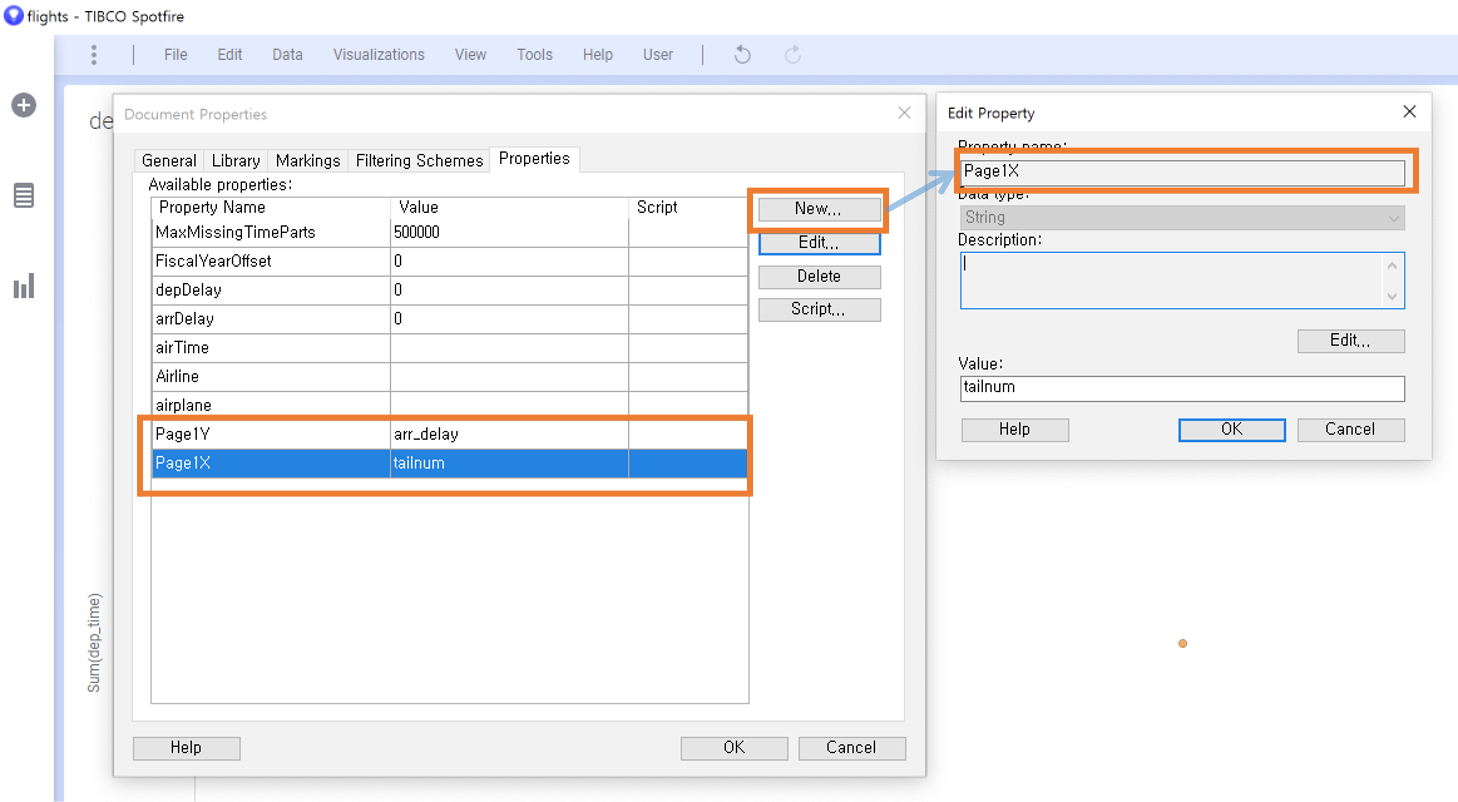 flights - TIBCO Spotfire
File Edit Data Visualizations View Tools Help User
de
Document Properties
General Library Markings Filtering Schemes Properties
Available properties:
Property Name Value Script
MaxMissingTimeParts 500000
FiscalYearOffset 0
depDelay 0
arrDelay 0
airTime
Airline
airplane
Page1Y arr_delay
Page1X tailnum
New...
Edit...
Delete
Script...
Help OK Cancel
Sum(dep_time)
Edit Property
Property name:
Page1X
Data type:
String
Description:
Edit...
Value:
tailnum
Help OK Cancel